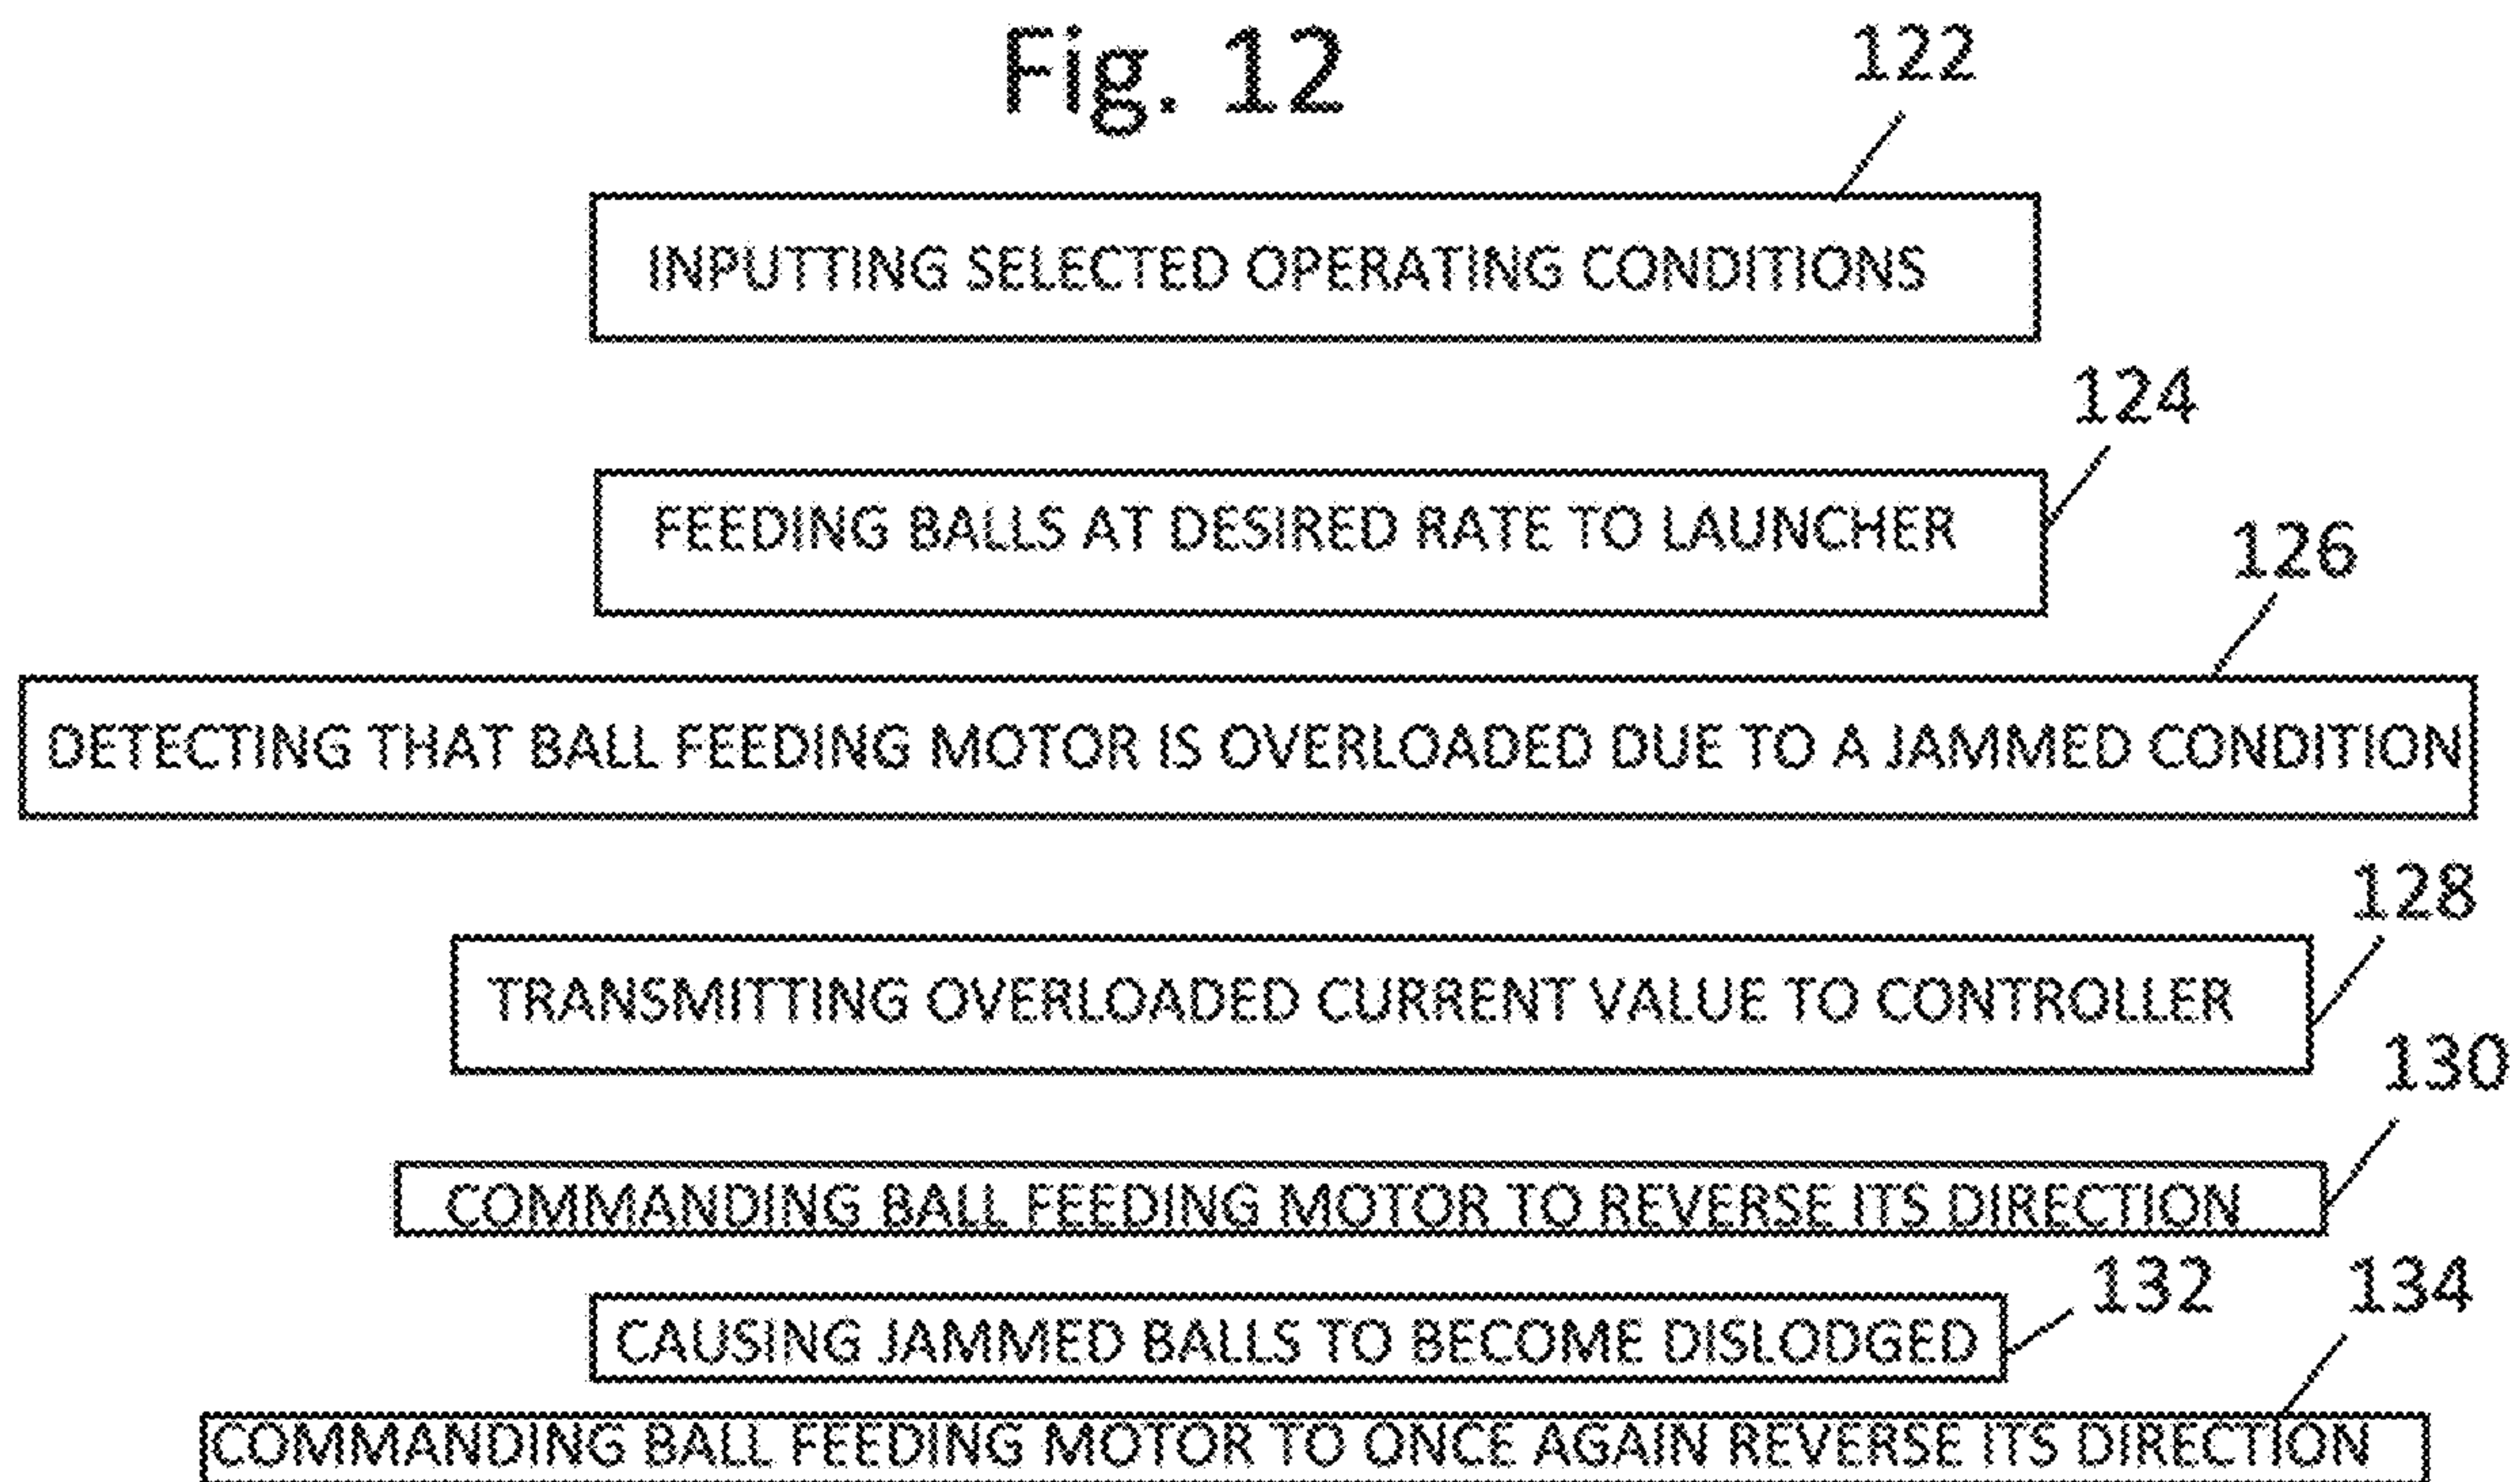 Fig. 12
122
INPUTTING SELECTED OPERATING CONDITIONS
124
FEEDING BALLS AT DESIRED RATE TO LAUNCHER
126
DETECTING THAT BALL FEEDING MOTOR IS OVERLOADED DUE TO A JAMMED CONDITION
128
TRANSMITTING OVERLOADED CURRENT VALUE TO CONTROLLER
130
COMMANDING BALL FEEDING MOTOR TO REVERSE ITS DIRECTION
132
CAUSING JAMMED BALLS TO BECOME DISLODGED
134
COMMANDING BALL FEEDING MOTOR TO ONCE AGAIN REVERSE ITS DIRECTION